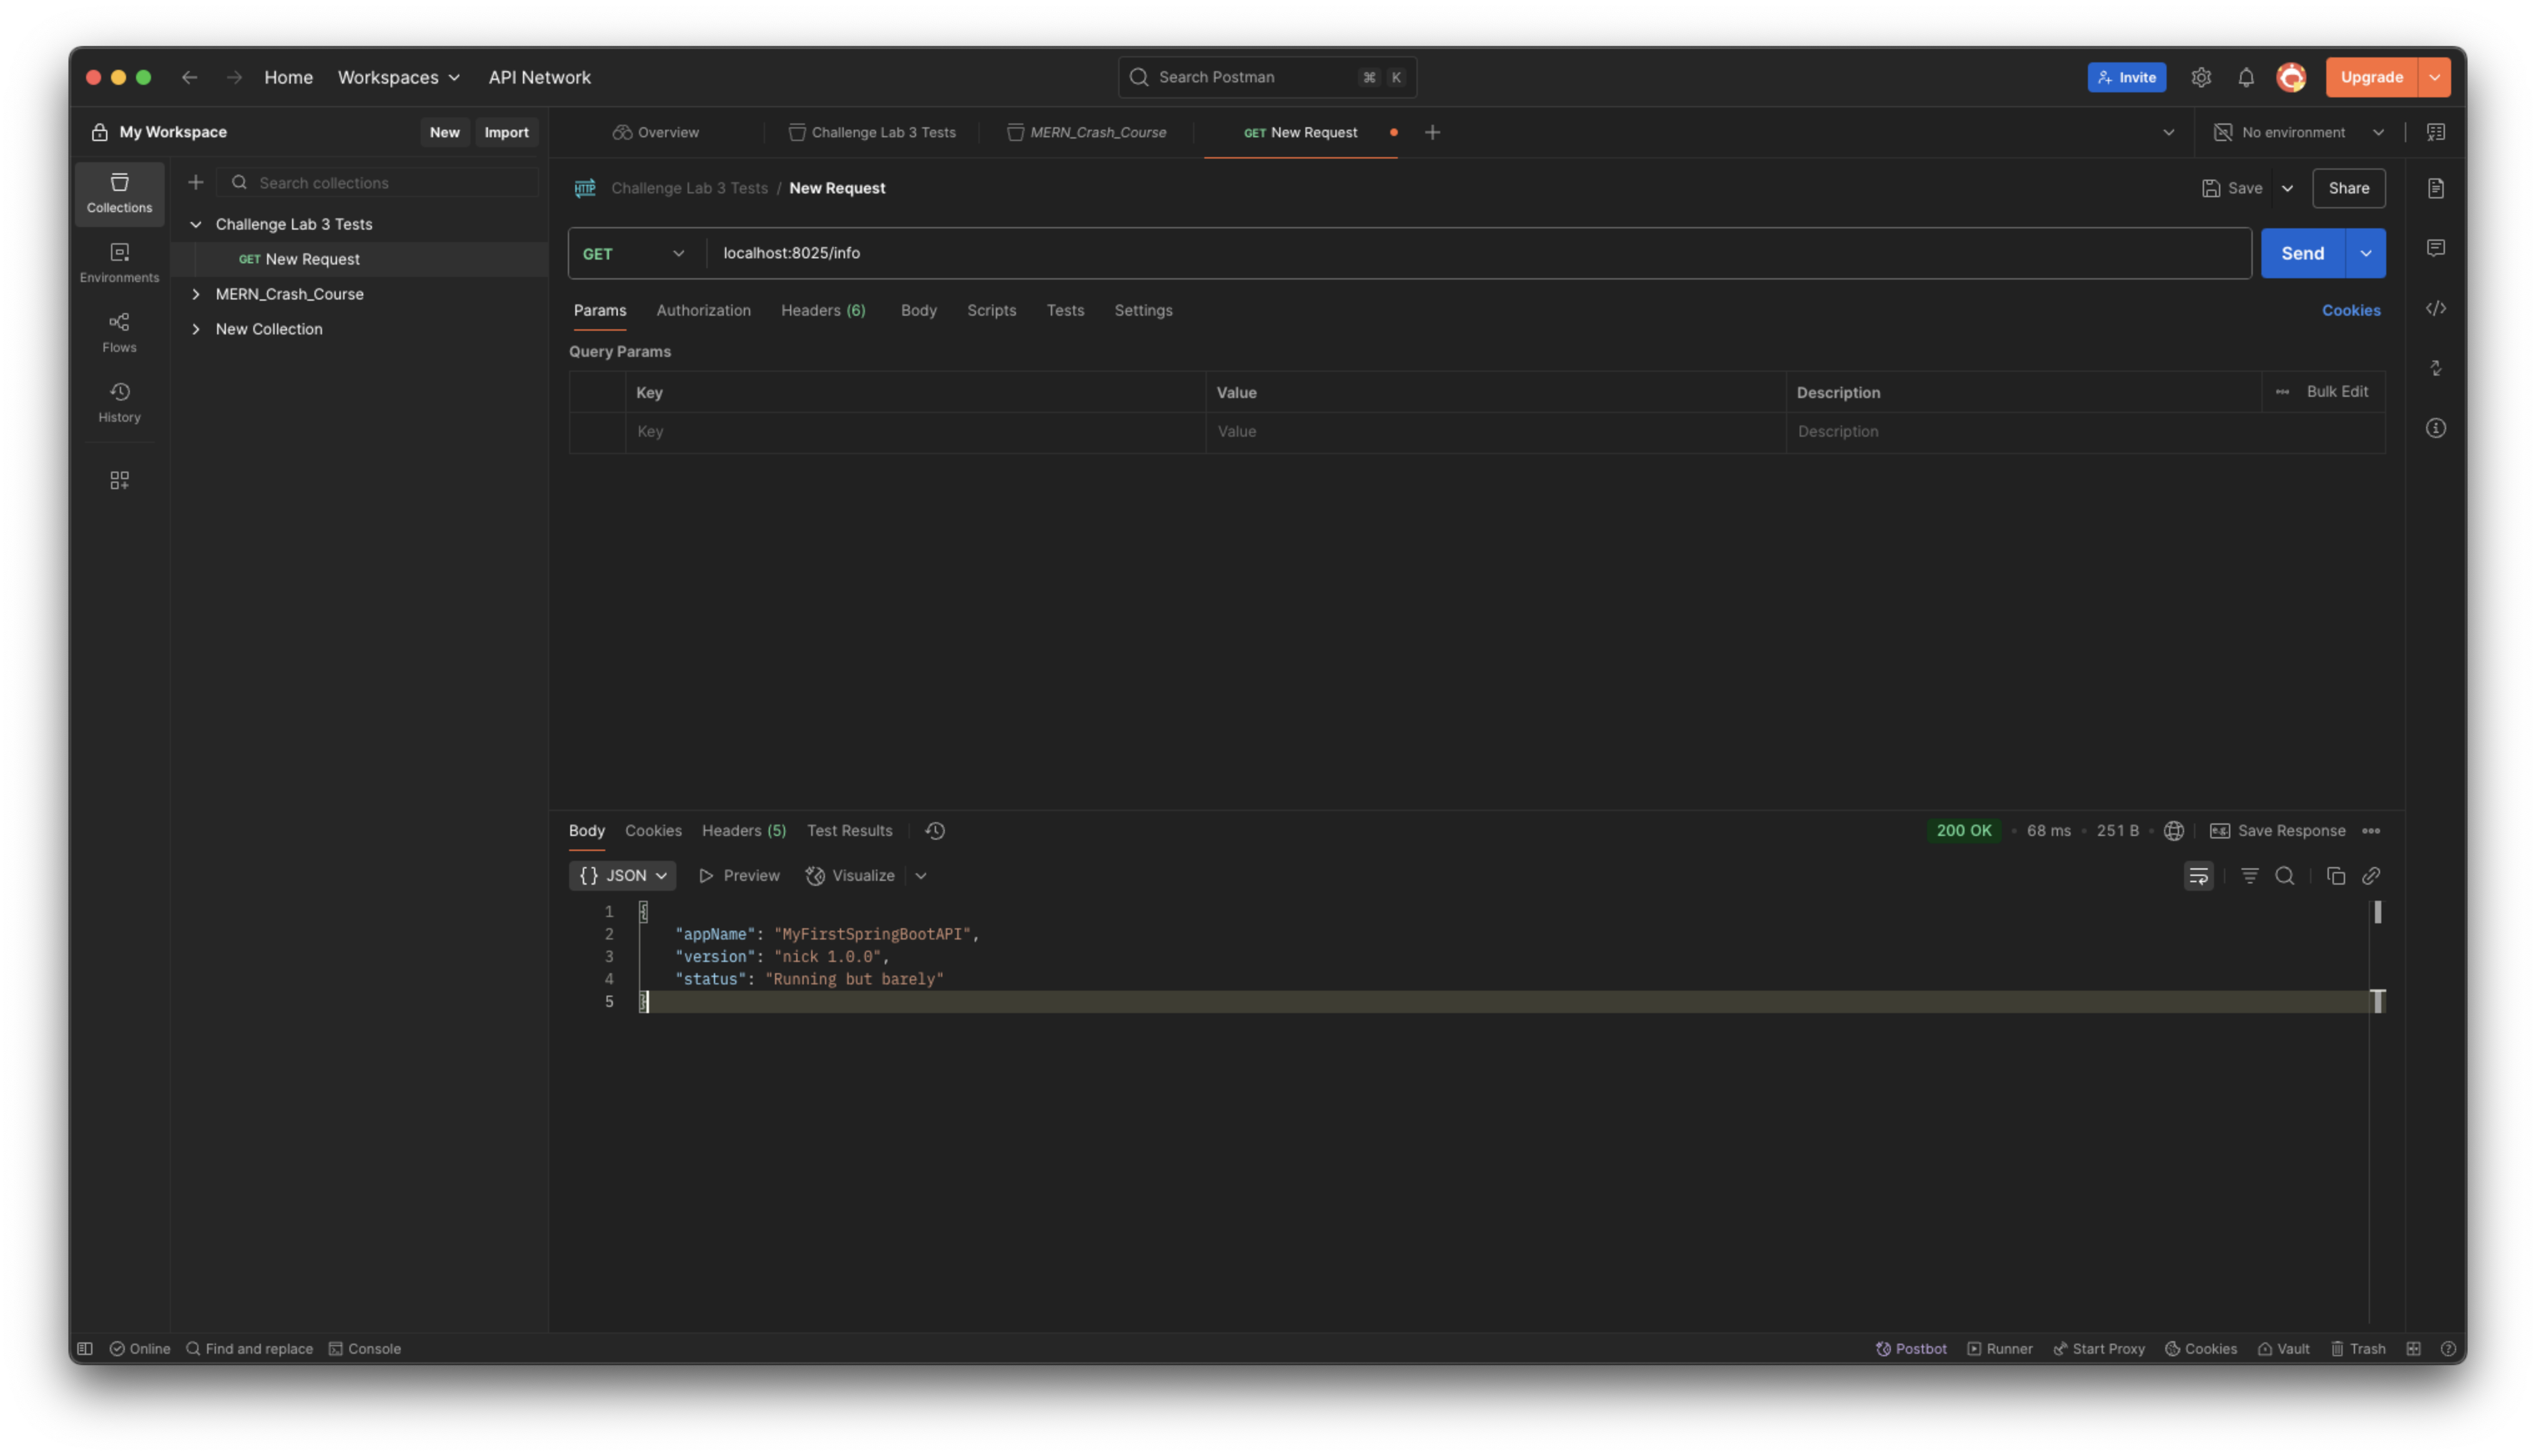 Home Workspaces API Network Search Postman ⌘ K Invite Upgrade
My Workspace New Import Overview Challenge Lab 3 Tests MERN_Crash_Course GET New Request No environment
Collections
Environments
Flows
History
Search collections
Challenge Lab 3 Tests
GET New Request
MERN_Crash_Course
New Collection
HTTP Challenge Lab 3 Tests / New Request Save Share
GET localhost:8025/info Send
Params Authorization Headers (6) Body Scripts Tests Settings Cookies
Query Params
Key Value Description Bulk Edit
Key Value Description
Body Cookies Headers (5) Test Results 200 OK 68 ms 251 B e.g. Save Response
{} JSON Preview Visualize
1 {
2 "appName": "MyFirstSpringBootAPI",
3 "version": "nick 1.0.0",
4 "status": "Running but barely"
5 }
Online Find and replace Console Postbot Runner Start Proxy Cookies Vault Trash